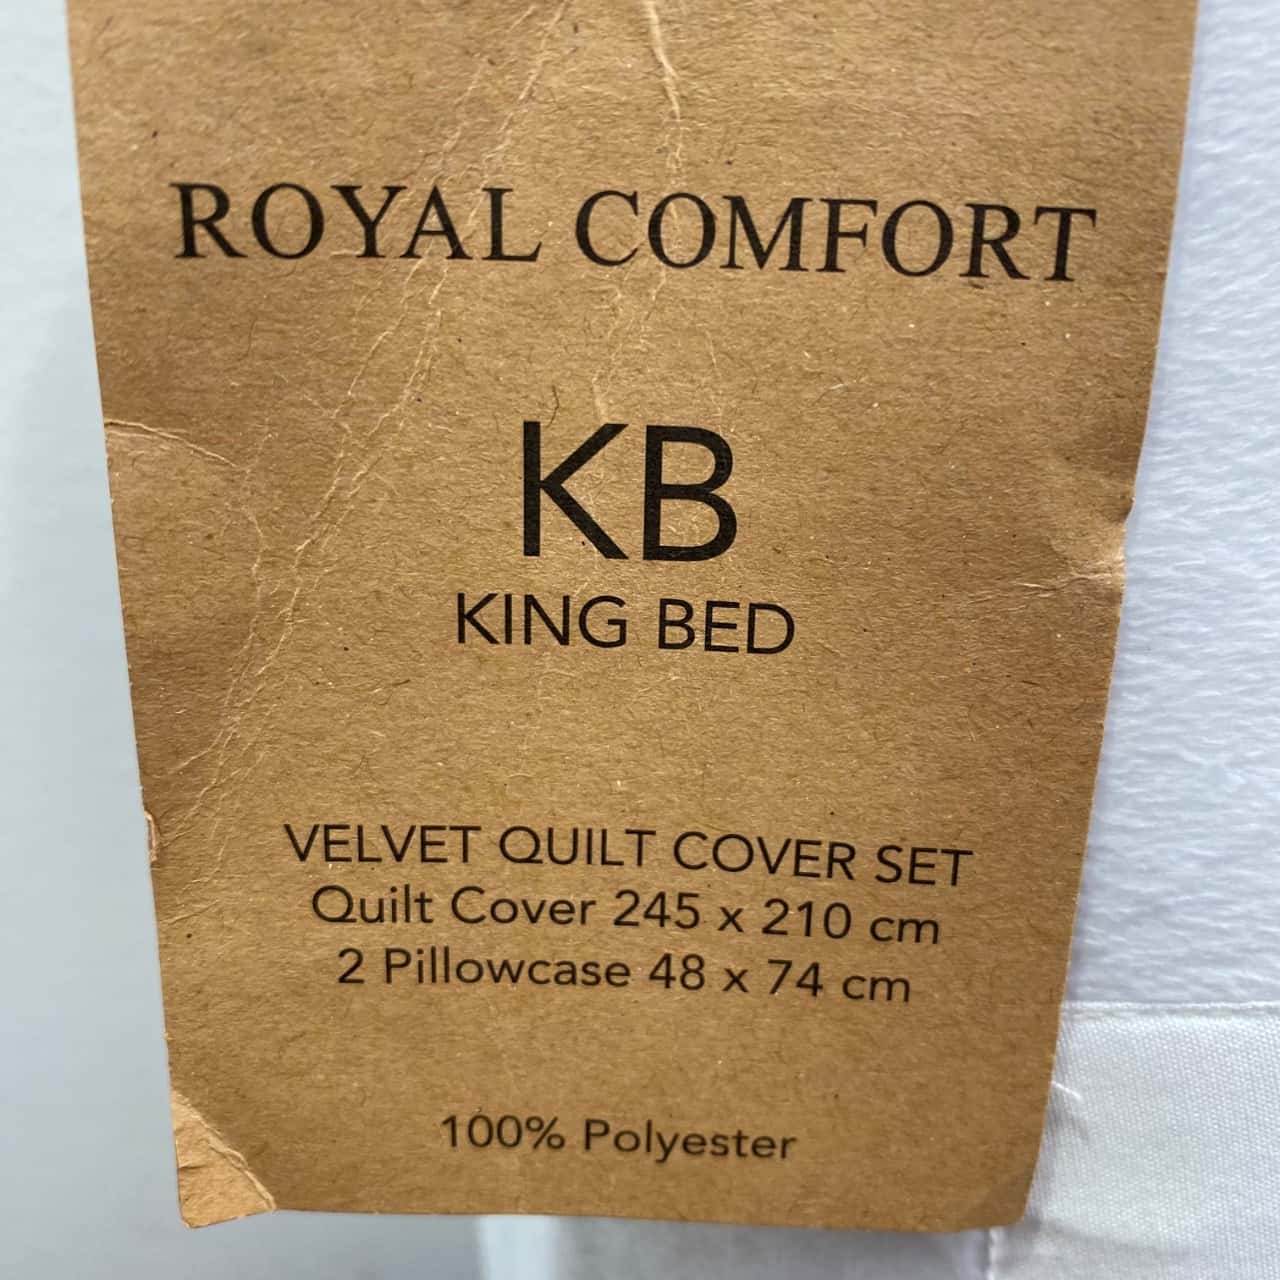 ROYAL COMFORT
KB
KING BED
VELVET QUILT COVER SET
Quilt Cover 245 x 210 cm
2 Pillowcase 48 x 74 cm
100% Polyester